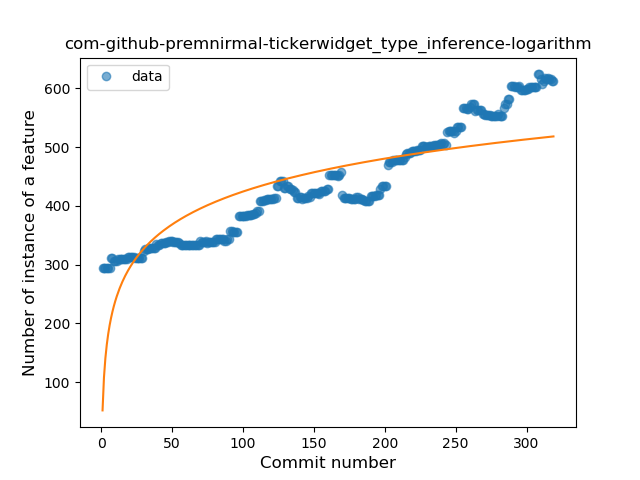 com-github-premnirmal-tickerwidget_type_inference-logarithm
data
Number of instance of a feature
600
500
400
300
200
100
0 50 100 150 200 250 300
Commit number